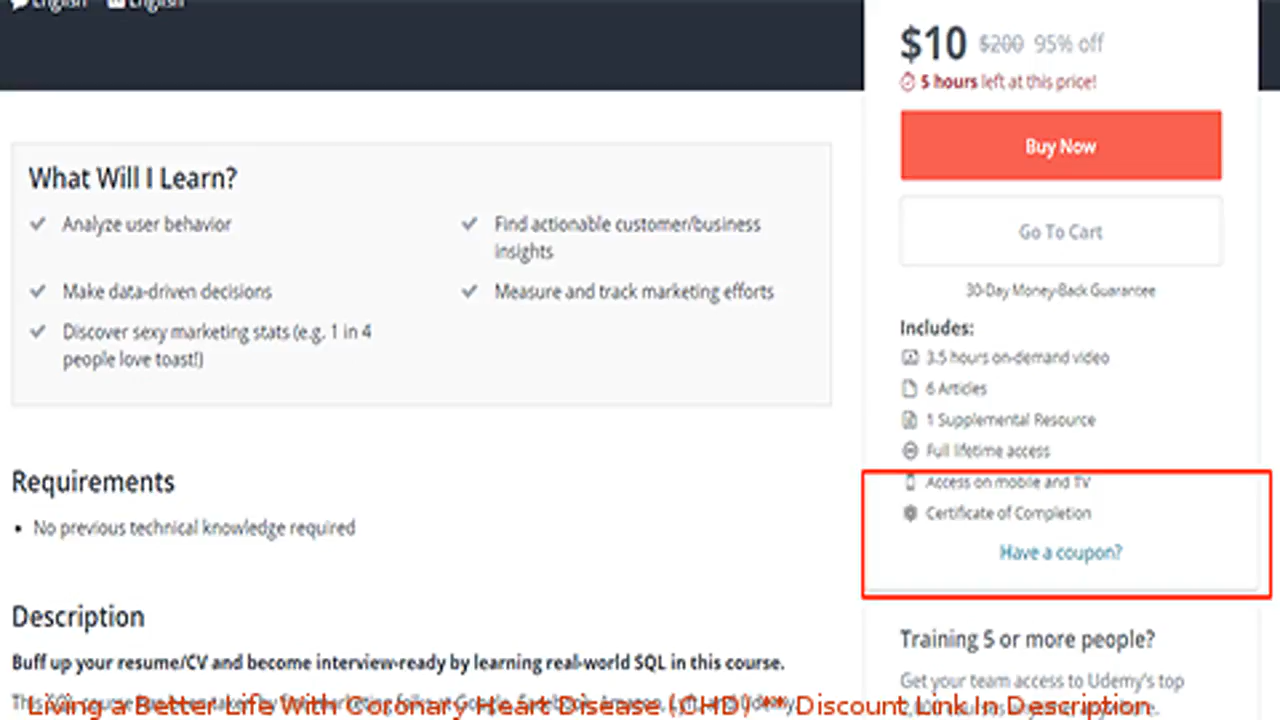 English English
What Will I Learn?
Analyze user behavior
Find actionable customer/business
insights
Make data-driven decisions
Measure and track marketing efforts
Discover sexy marketing stats (e.g. 1 in 4
people love toast!)
Requirements
• No previous technical knowledge required
Description
Buff up your resume/CV and become interview-ready by learning real-world SQL in this course.
$10 $200 95% off
5 hours left at this price!
Buy Now
Go To Cart
30-Day Money-Back Guarantee
Includes:
3.5 hours on-demand video
6 Articles
1 Supplemental Resource
Full lifetime access
Access on mobile and TV
Certificate of Completion
Have a coupon?
Training 5 or more people?
Get your team access to Udemy's top
Living a Better Life With Coronary Heart Disease (CHD) ** Discount Link In Description